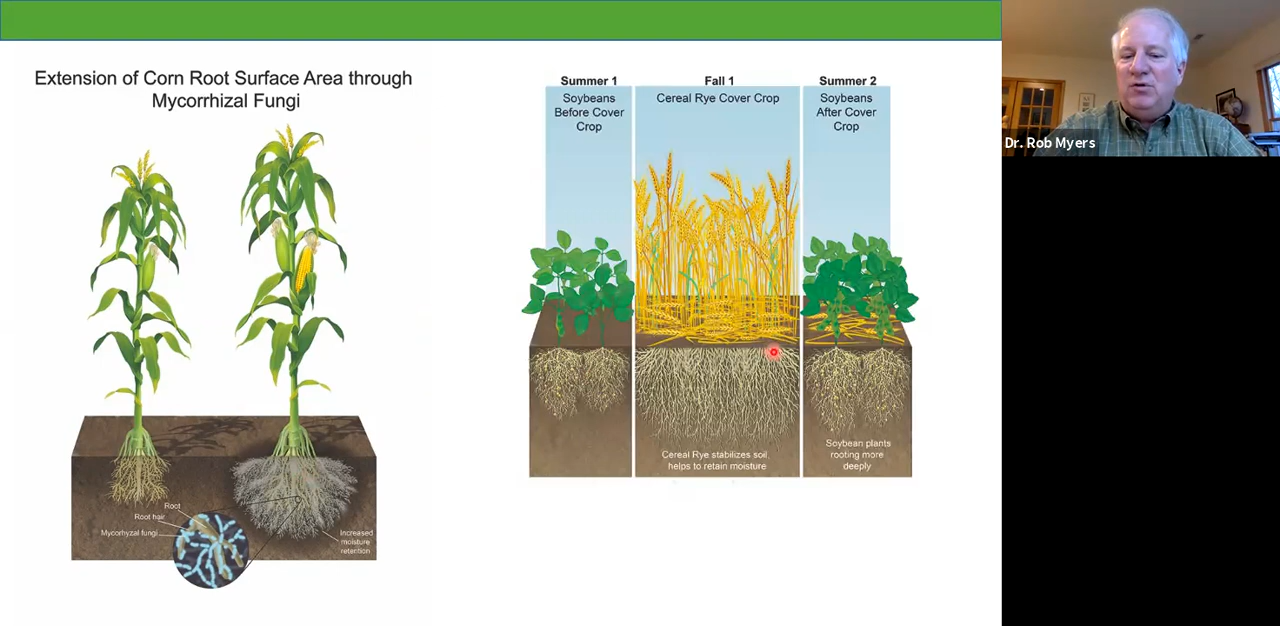 Extension of Corn Root Surface Area through
Mycorrhizal Fungi
Root
Root hair
Mycorhyzal fungi
Increased
moisture
retention
Summer 1
Soybeans
Before Cover
Crop
Fall 1
Cereal Rye Cover Crop
Cereal Rye stabilizes soil,
helps to retain moisture
Summer 2
Soybeans
After Cover
Crop
Soybean plants
rooting more
deeply
Dr. Rob Myers